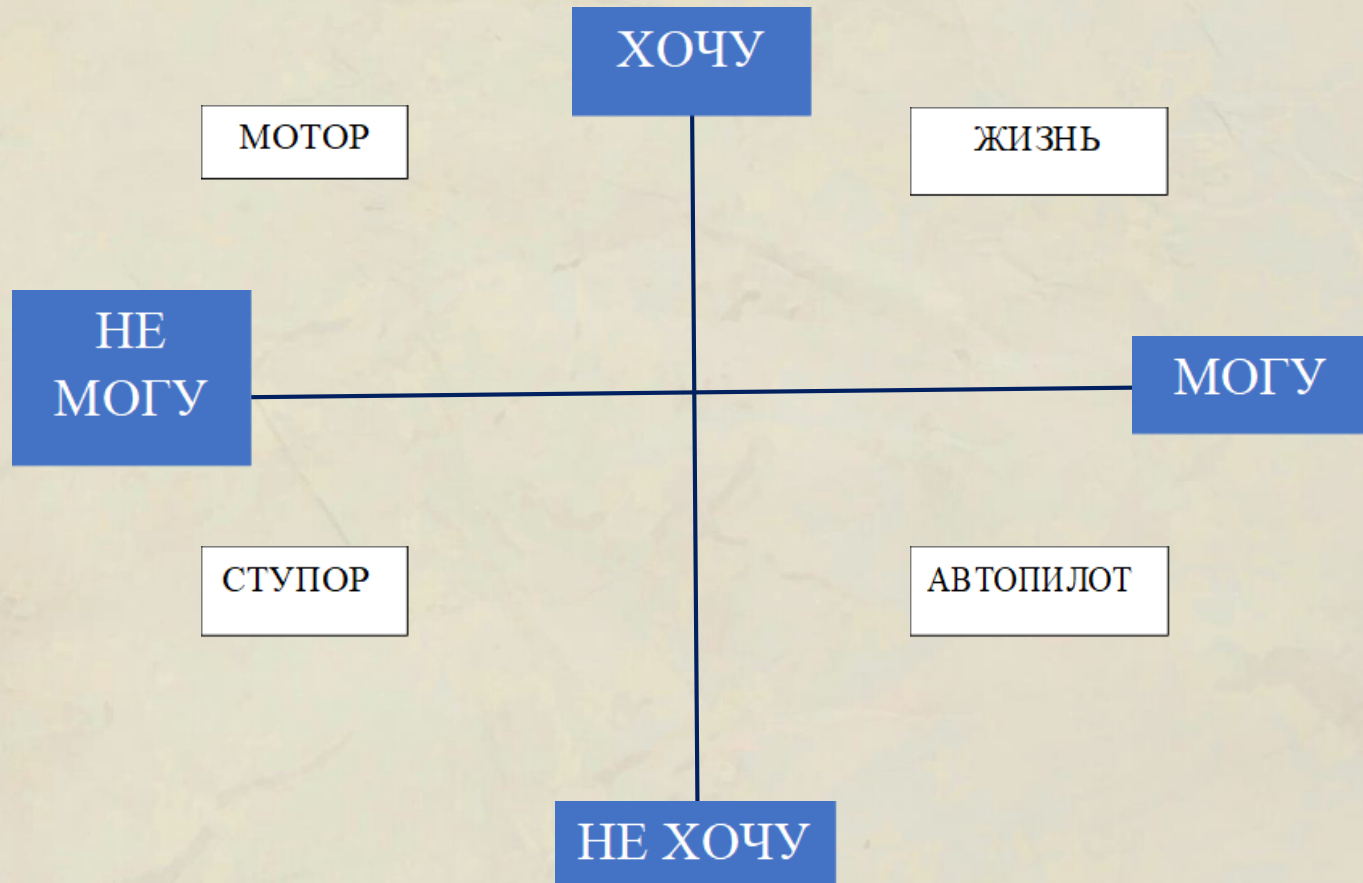 ХОЧУ
МОТОР
ЖИЗНЬ
НЕ
МОГУ
МОГУ
СТУПОР
АВТОПИЛОТ
НЕ ХОЧУ